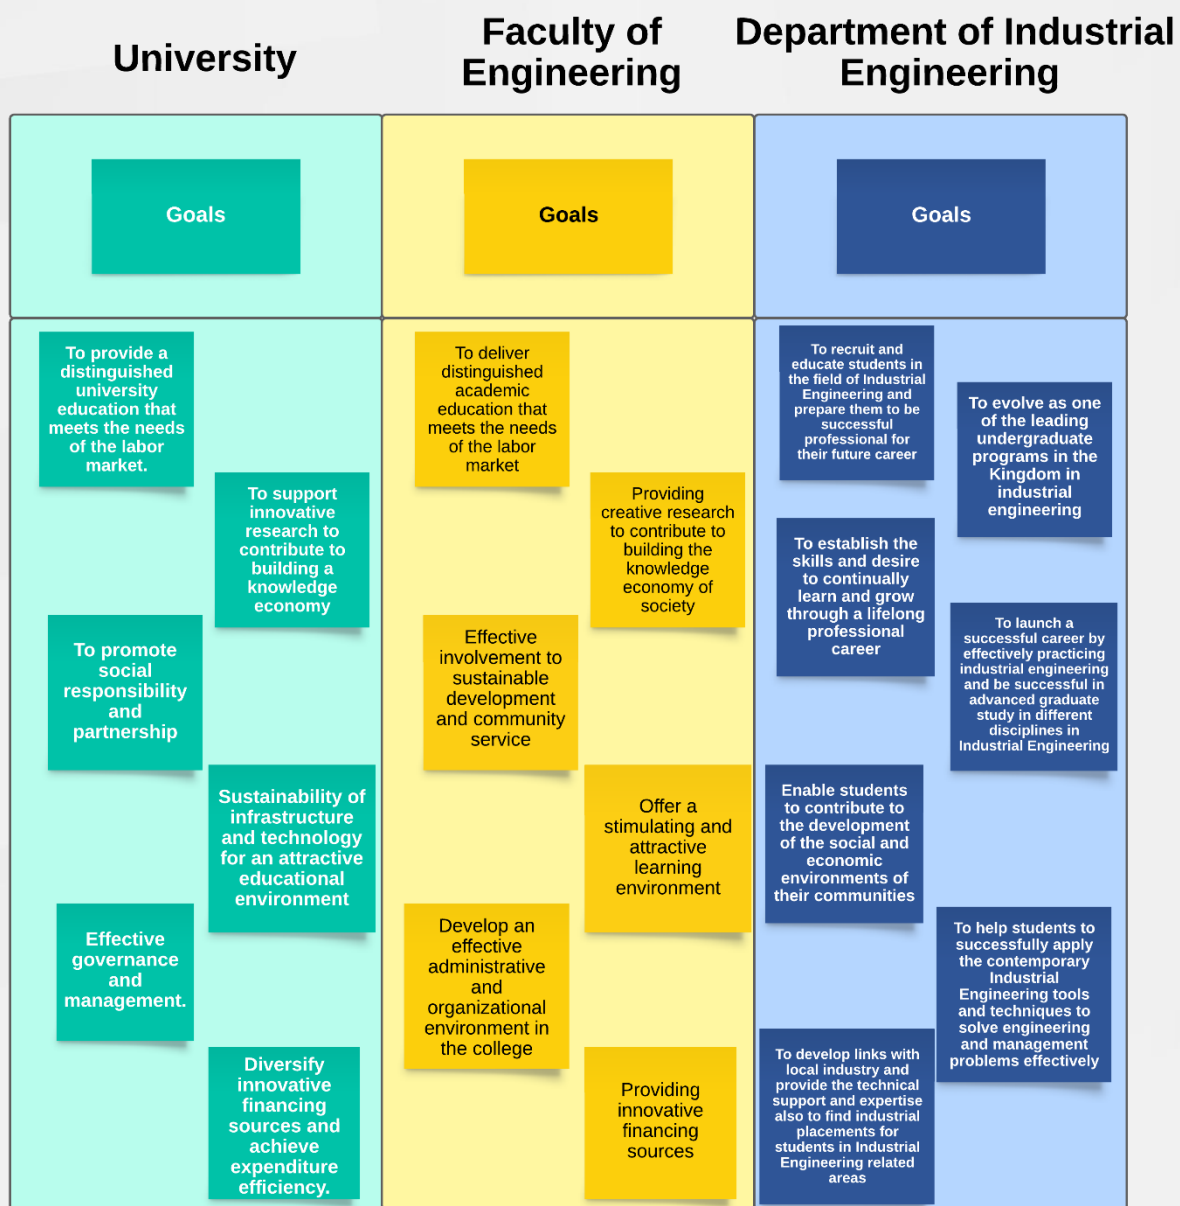 University
Faculty of
Engineering
Department of Industrial
Engineering
Goals
Goals
Goals
To provide a
distinguished
university
education that
meets the needs
of the labor
market.
To support
innovative
research to
contribute to
building a
knowledge
economy
To promote
social
responsibility
and
partnership
Sustainability of
infrastructure
and technology
for an attractive
educational
environment
Effective
governance
and
management.
Diversify
innovative
financing
sources and
achieve
expenditure
efficiency.
To deliver
distinguished
academic
education that
meets the needs
of the labor
market
Providing
creative research
to contribute to
building the
knowledge
economy of
society
Effective
involvement to
sustainable
development
and community
service
Offer a
stimulating and
attractive
learning
environment
Develop an
effective
administrative
and
organizational
environment in
the college
Providing
innovative
financing
sources
To recruit and
educate students in
the field of Industrial
Engineering and
prepare them to be
successful
professional for
their future career
To evolve as one
of the leading
undergraduate
programs in the
Kingdom in
industrial
engineering
To establish the
skills and desire
to continually
learn and grow
through a lifelong
professional
career
To launch a
successful career by
effectively practicing
industrial engineering
and be successful in
advanced graduate
study in different
disciplines in
Industrial Engineering
Enable students
to contribute to
the development
of the social and
economic
environments of
their communities
To help students to
successfully apply
the contemporary
Industrial
Engineering tools
and techniques to
solve engineering
and management
problems effectively
To develop links with
local industry and
provide the technical
support and expertise
also to find industrial
placements for
students in Industrial
Engineering related
areas